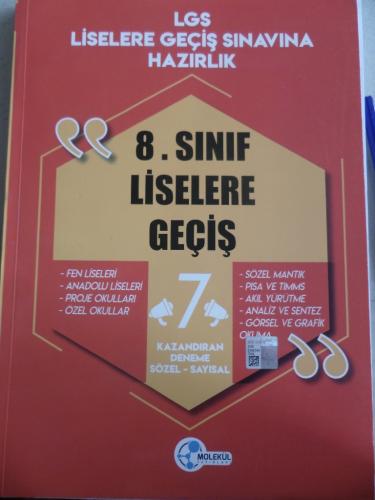 LGS
LİSELERE GEÇİŞ SINAVINA
HAZIRLIK
8 . SINIF
LİSELERE
GEÇİŞ
- FEN LİSELERİ
- ANADOLU LİSELERİ
- PROJE OKULLARI
- ÖZEL OKULLAR
7
- SÖZEL MANTIK
- PISA VE TIMMS
- AKIL YÜRÜTME
- ANALİZ VE SENTEZ
- GÖRSEL VE GRAFİK
OKUMA
KAZANDIRAN
DENEME
SÖZEL - SAYISAL
MOLEKÜL
YAYINLARI